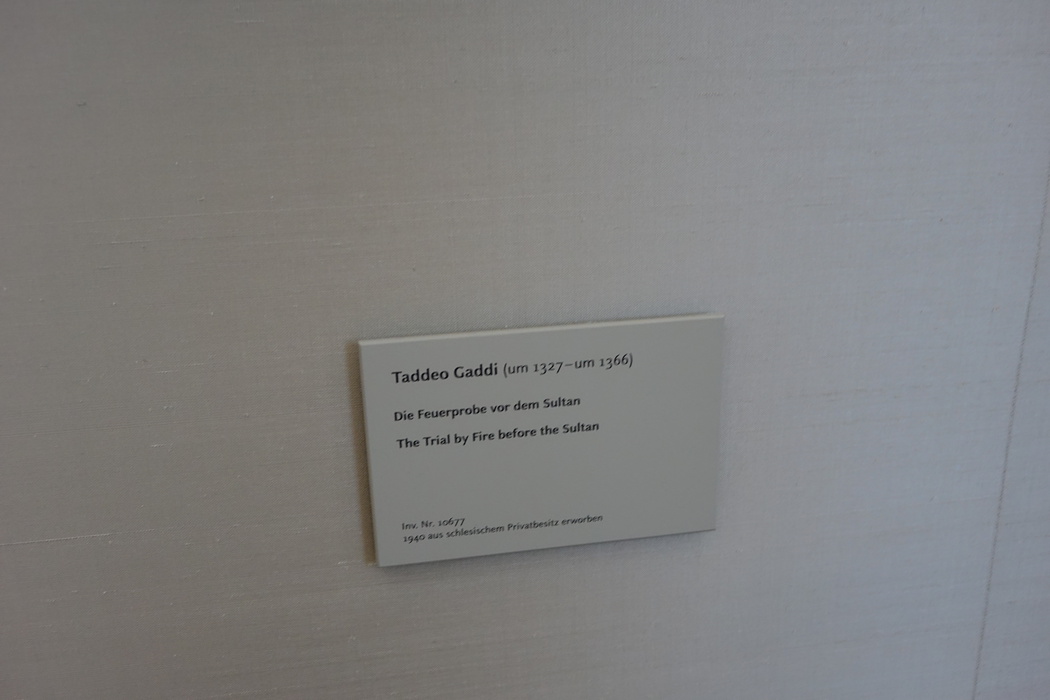 Taddeo Gaddi (um 1327–um 1366)
Die Feuerprobe vor dem Sultan
The Trial by Fire before the Sultan
Inv. Nr. 10677
1940 aus schlesischem Privatbesitz erworben